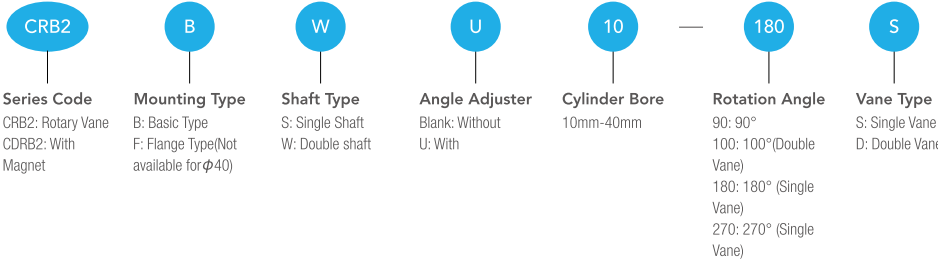 CRB2 B W U 10 — 180 S
Series Code
CRB2: Rotary Vane
CDRB2: With
Magnet
Mounting Type
B: Basic Type
F: Flange Type(Not
available forϕ40)
Shaft Type
S: Single Shaft
W: Double shaft
Angle Adjuster
Blank: Without
U: With
Cylinder Bore
10mm-40mm
Rotation Angle
90: 90°
100: 100°(Double
Vane)
180: 180° (Single
Vane)
270: 270° (Single
Vane)
Vane Type
S: Single Vane
D: Double Vane